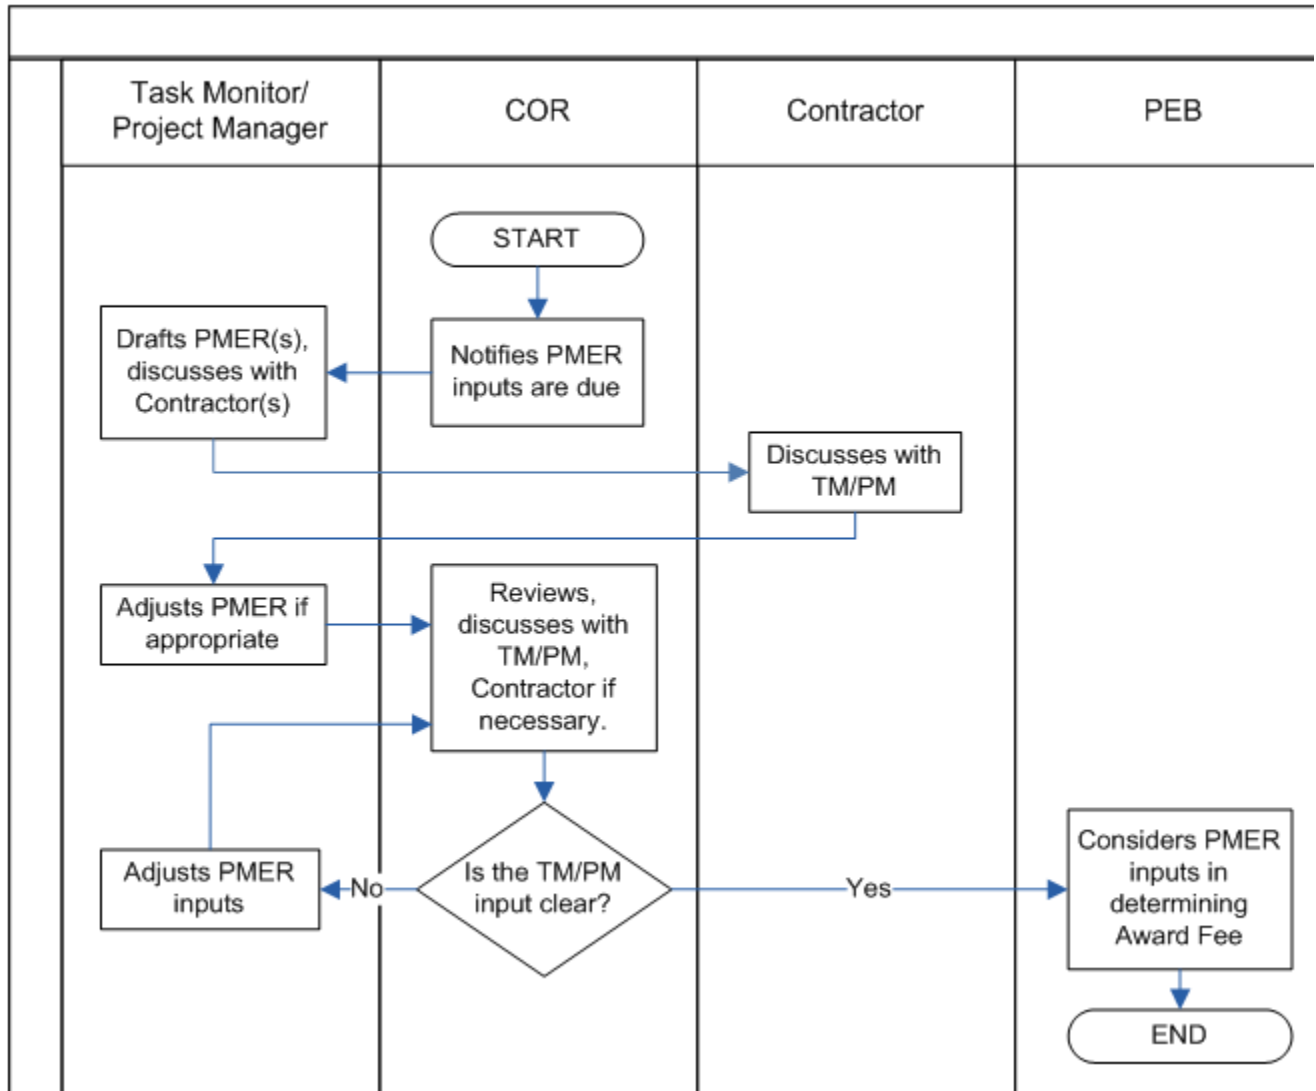 Task Monitor/
Project Manager
COR
Contractor
PEB
START
Notifies PMER
inputs are due
Drafts PMER(s),
discusses with
Contractor(s)
Discusses with
TM/PM
Adjusts PMER if
appropriate
Reviews,
discusses with
TM/PM,
Contractor if
necessary.
Is the TM/PM
input clear?
No
Adjusts PMER
inputs
Yes
Considers PMER
inputs in
determining
Award Fee
END